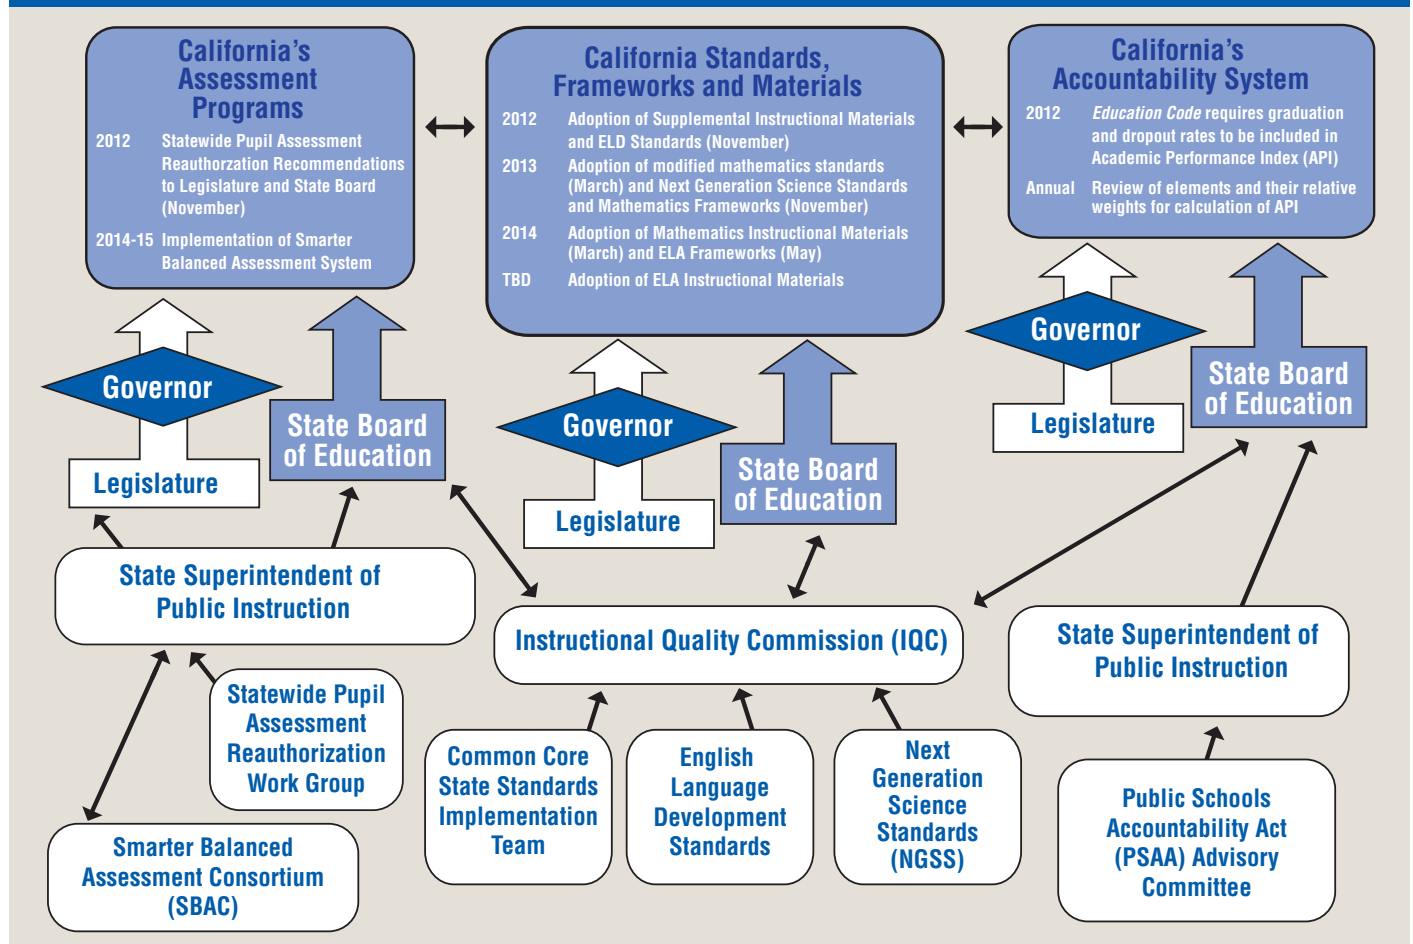 California's
Assessment
Programs
2012 Statewide Pupil Assessment
Reauthorzation Recommendations
to Legislature and State Board
(November)
2014-15 Implementation of Smarter
Balanced Assessment System
California Standards,
Frameworks and Materials
2012 Adoption of Supplemental Instructional Materials
and ELD Standards (November)
2013 Adoption of modified mathematics standards
(March) and Next Generation Science Standards
and Mathematics Frameworks (November)
2014 Adoption of Mathematics Instructional Materials
(March) and ELA Frameworks (May)
TBD Adoption of ELA Instructional Materials
California's
Accountability System
2012 Education Code requires graduation
and dropout rates to be included in
Academic Performance Index (API)
Annual Review of elements and their relative
weights for calculation of API
Governor
Legislature
State Board
of Education
Governor
Legislature
State Board
of Education
Governor
Legislature
State Board
of Education
State Superintendent of
Public Instruction
Instructional Quality Commission (IQC)
State Superintendent of
Public Instruction
Statewide Pupil
Assessment
Reauthorization
Work Group
Smarter Balanced
Assessment Consortium
(SBAC)
Common Core
State Standards
Implementation
Team
English
Language
Development
Standards
Next
Generation
Science
Standards
(NGSS)
Public Schools
Accountability Act
(PSAA) Advisory
Committee